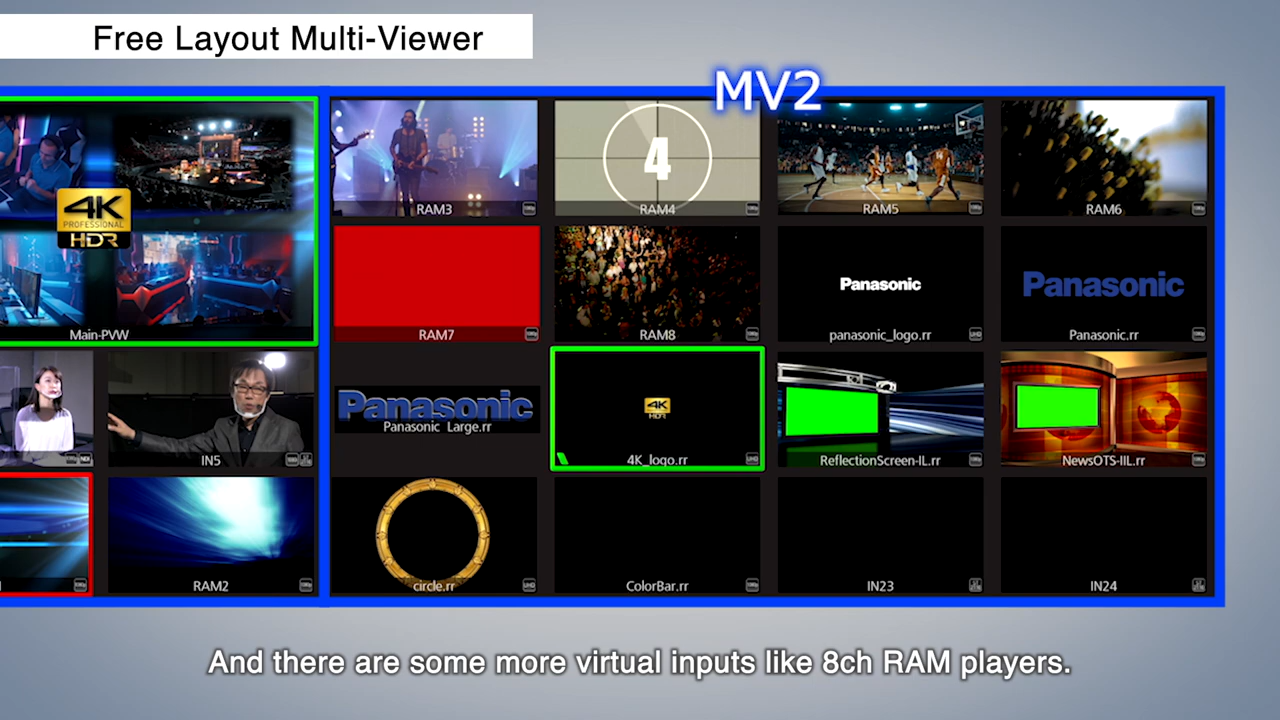 Free Layout Multi-Viewer
MV2
4K
PROFESSIONAL
HDR
Main-PVW
RAM3
4
RAM4
RAM5
RAM6
RAM7
RAM8
Panasonic
panasonic_logo.rr
Panasonic
Panasonic.rr
IN5
Panasonic
Panasonic_Large.rr
4K
HDR
4K_logo.rr
ReflectionScreen-IL.rr
NewsOTS-IIL.rr
RAM2
circle.rr
ColorBar.rr
IN23
IN24
And there are some more virtual inputs like 8ch RAM players.